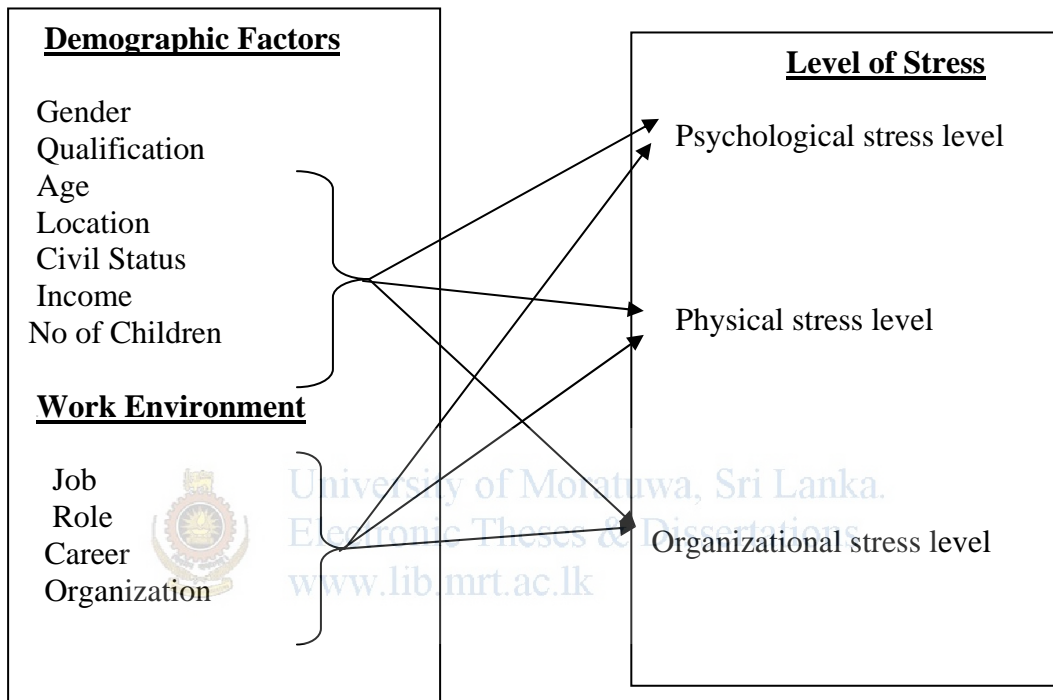 Demographic Factors
Gender
Qualification
Age
Location
Civil Status
Income
No of Children
Work Environment
Job
Role
Career
Organization
Level of Stress
Psychological stress level
Physical stress level
Organizational stress level
University of Moratuwa, Sri Lanka.
Electronic Theses & Dissertations
www.lib.mrt.ac.lk